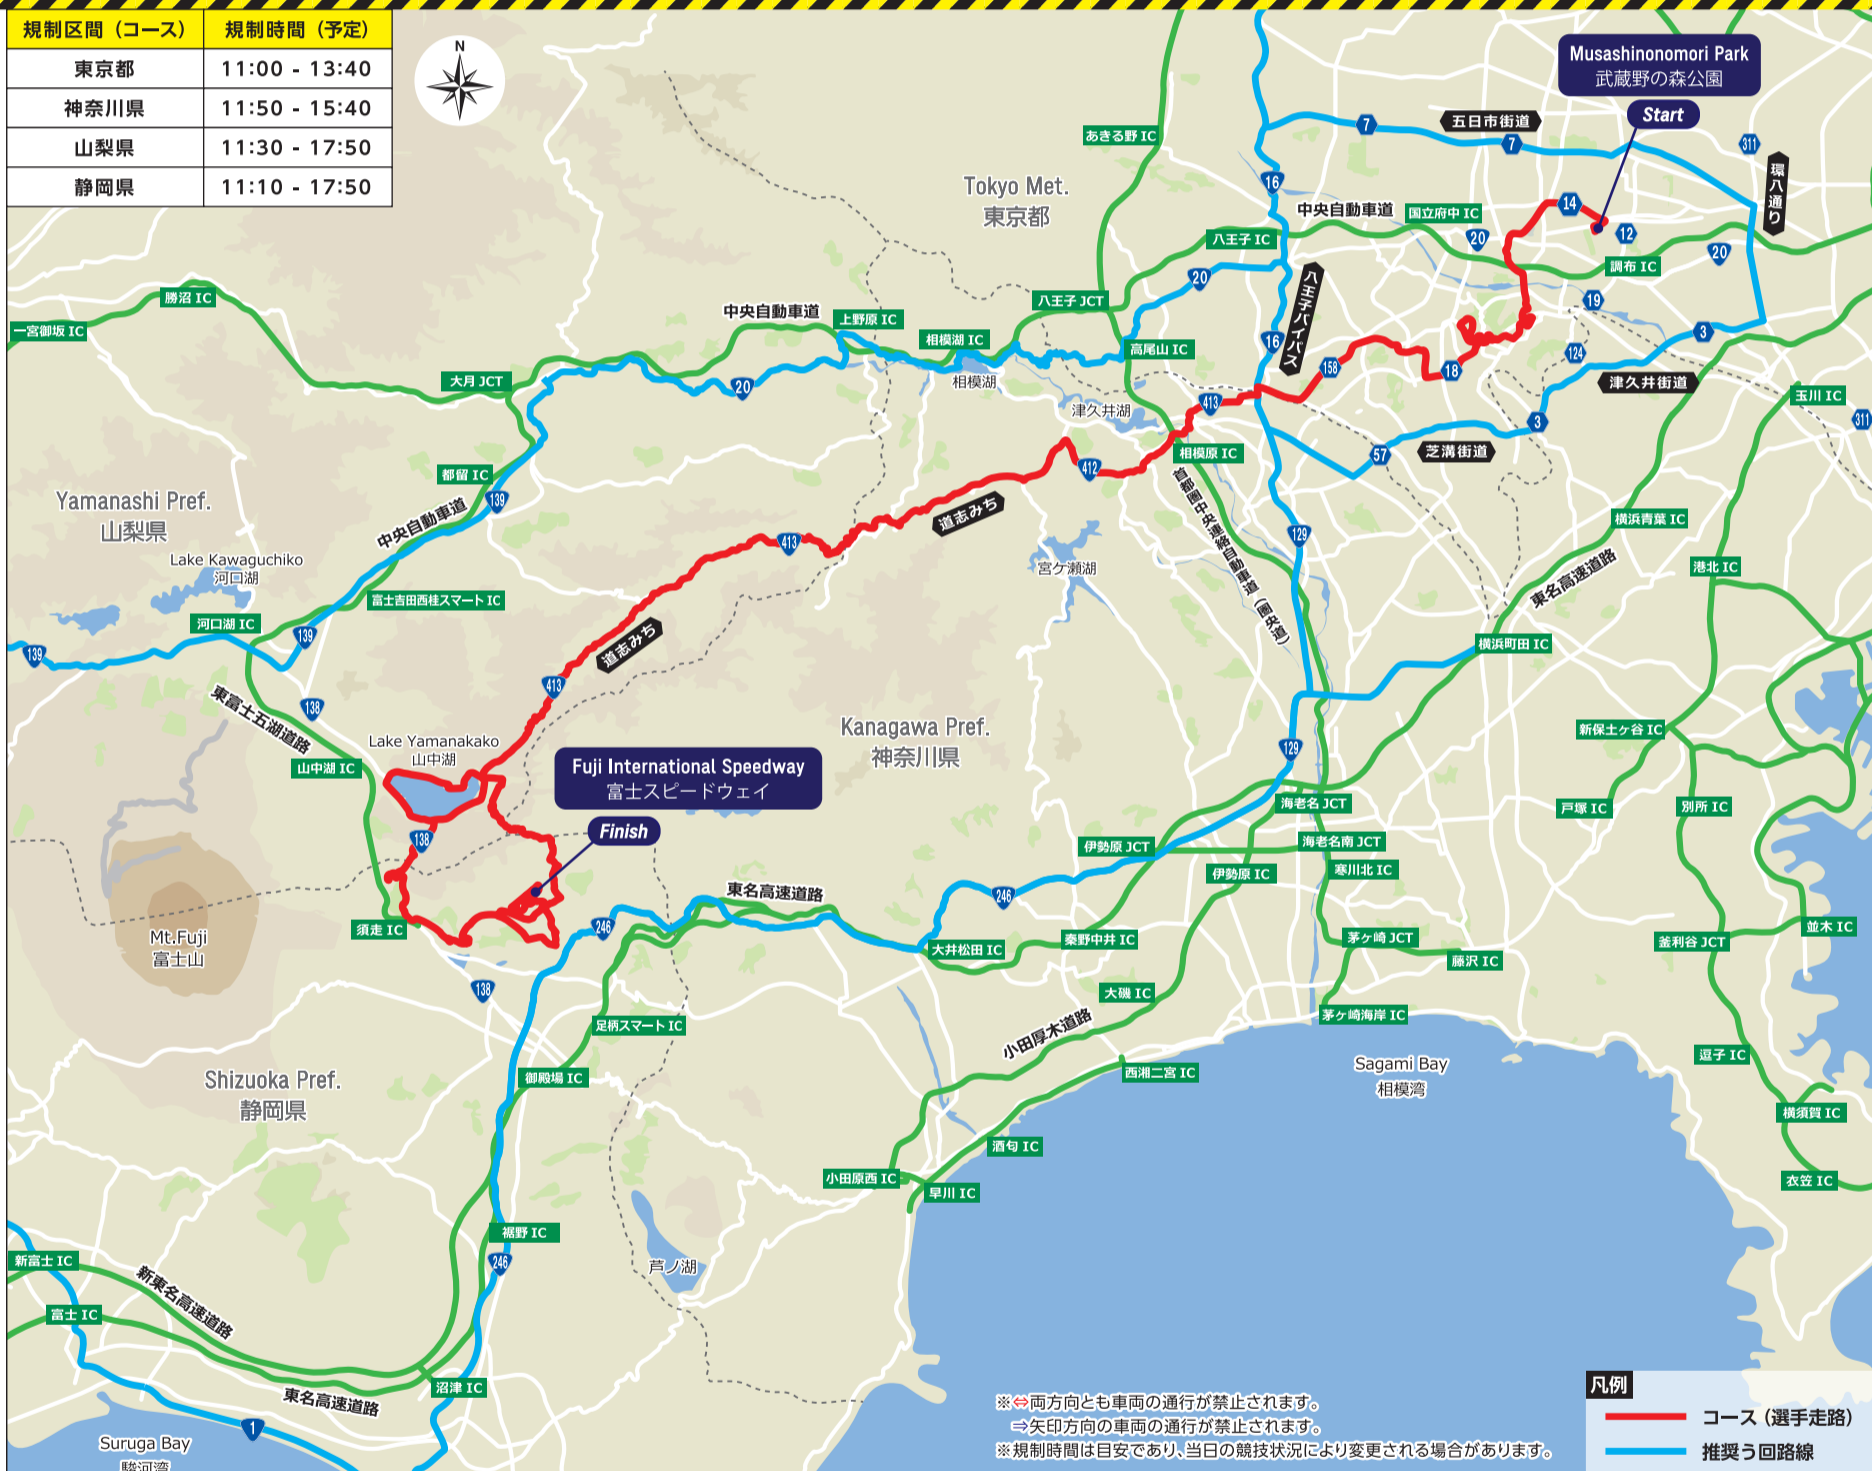 規制区間（コース） 規制時間（予定）
東京都 11:00 - 13:40
神奈川県 11:50 - 15:40
山梨県 11:30 - 17:50
静岡県 11:10 - 17:50
N
Musashinonomori Park
武蔵野の森公園
Start
あきる野 IC
7
五日市街道
7
311
環八通り
Tokyo Met.
東京都
16
中央自動車道
国立府中 IC
14
12
20
20
八王子 IC
調布 IC
20
八王子バイパス
19
勝沼 IC
一宮御坂 IC
中央自動車道
上野原 IC
八王子 JCT
相模湖 IC
高尾山 IC
16
3
124
158
18
津久井街道
大月 JCT
20
相模湖
津久井湖
413
玉川 IC
311
3
芝溝街道
57
相模原 IC
412
都留 IC
139
Yamanashi Pref.
山梨県
中央自動車道
道志みち
首都圏中央連絡自動車道（圏央道）
横浜青葉 IC
129
413
Lake Kawaguchiko
河口湖
宮ケ瀬湖
東名高速道路
港北 IC
富士吉田西桂スマート IC
河口湖 IC
139
139
道志みち
横浜町田 IC
413
138
東富士五湖道路
Kanagawa Pref.
神奈川県
新保土ヶ谷 IC
129
Lake Yamanakako
山中湖
山中湖 IC
Fuji International Speedway
富士スピードウェイ
Finish
海老名 JCT
戸塚 IC
別所 IC
138
伊勢原 JCT
海老名南 JCT
伊勢原 IC
寒川北 IC
東名高速道路
246
246
須走 IC
Mt.Fuji
富士山
大井松田 IC
秦野中井 IC
茅ヶ崎 JCT
藤沢 IC
釜利谷 JCT
並木 IC
138
大磯 IC
茅ヶ崎海岸 IC
足柄スマート IC
小田厚木道路
逗子 IC
御殿場 IC
西湘二宮 IC
Sagami Bay
相模湾
Shizuoka Pref.
静岡県
横須賀 IC
酒匂 IC
小田原西 IC
早川 IC
衣笠 IC
裾野 IC
246
芦ノ湖
新富士 IC
新東名高速道路
富士 IC
東名高速道路
沼津 IC
1
Suruga Bay
駿河湾
※⇔両方向とも車両の通行が禁止されます。
⇒矢印方向の車両の通行が禁止されます。
※規制時間は目安であり、当日の競技状況により変更される場合があります。
凡例
コース（選手走路）
推奨う回路線